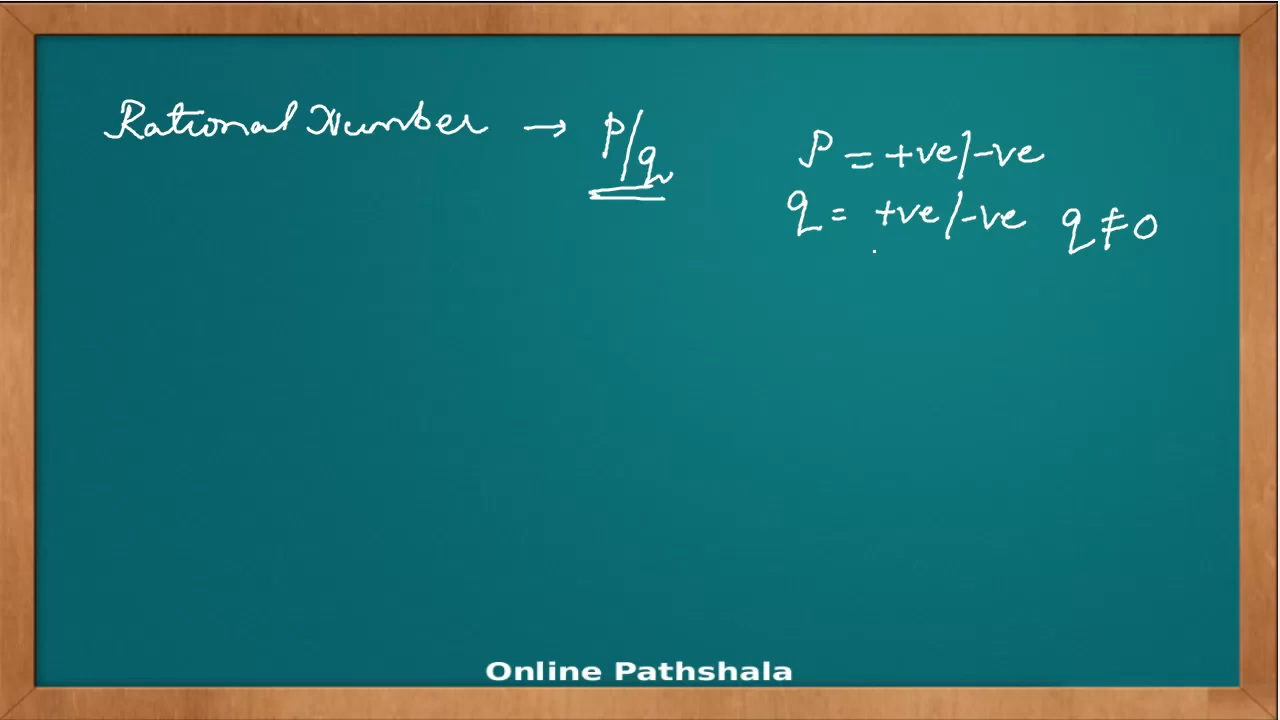 Rational Number → P/q
P = +ve/-ve
q = +ve/-ve q ≠ 0
Online Pathshala